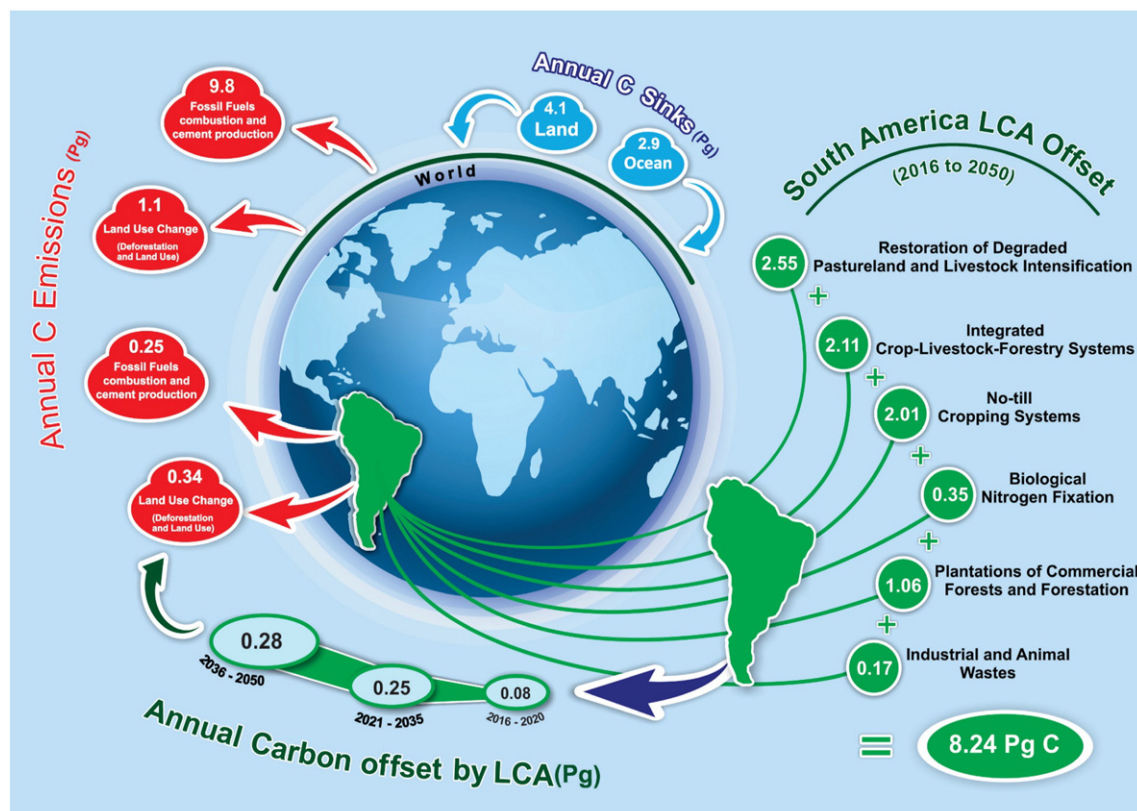 Annual C Emissions (Pg)
9.8
Fossil Fuels
combustion and
cement production
1.1
Land Use Change
(Deforestation
and Land Use)
0.25
Fossil Fuels
combustion and
cement production
0.34
Land Use Change
(Deforestation
and Land Use)
World
Annual C Sinks (Pg)
4.1
Land
2.9
Ocean
South America LCA Offset
(2016 to 2050)
2.55
Restoration of Degraded
Pastureland and Livestock Intensification
+
2.11
Integrated
Crop-Livestock-Forestry Systems
+
2.01
No-till
Cropping Systems
+
0.35
Biological
Nitrogen Fixation
+
1.06
Plantations of Commercial
Forests and Forestation
+
0.17
Industrial and Animal
Wastes
= 8.24 Pg C
0.28
2036 - 2050
0.25
2021 - 2035
0.08
2016 - 2020
Annual Carbon offset by LCA(Pg)